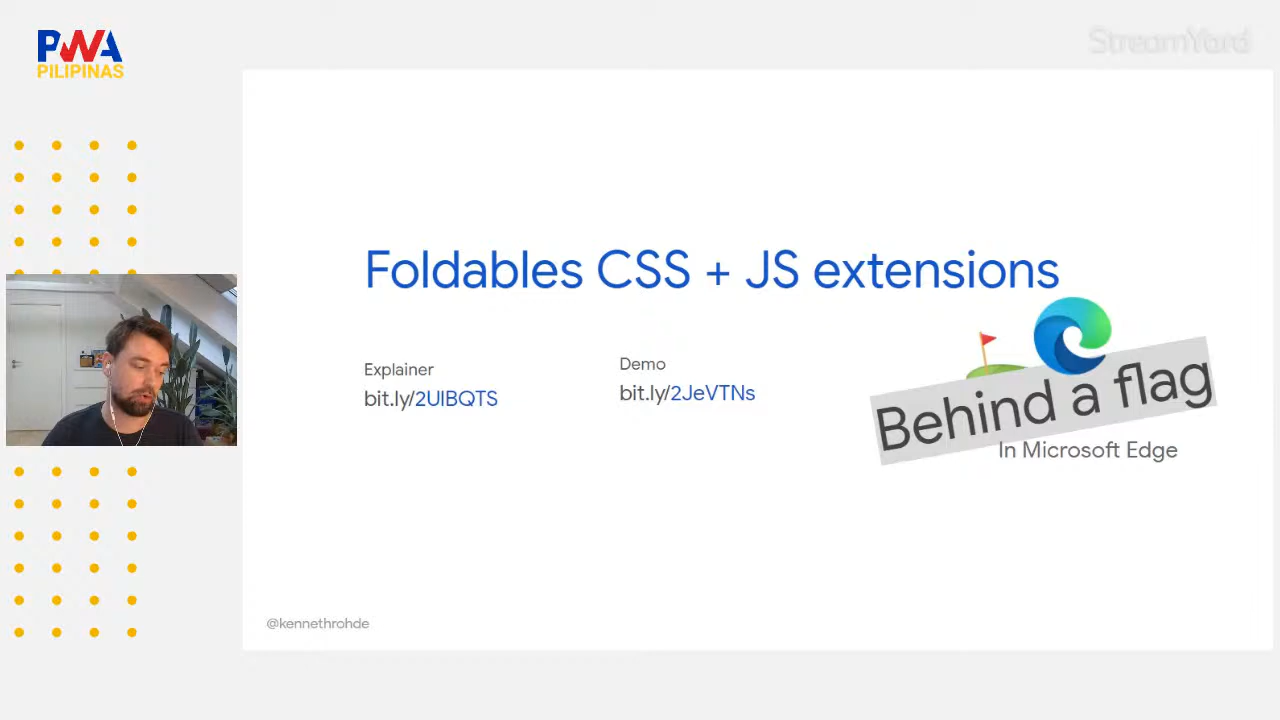 PWA
PILIPINAS
StreamYard
Foldables CSS + JS extensions
Explainer
bit.ly/2UIBQTS
Demo
bit.ly/2JeVTNs
Behind a flag
In Microsoft Edge
@kennethrohde